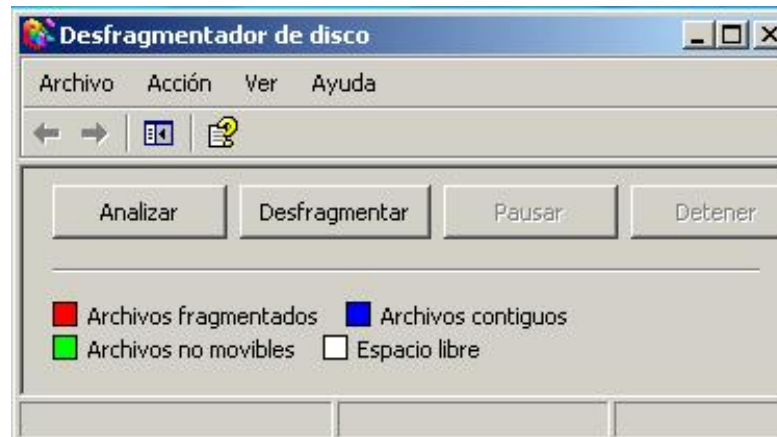 Desfragmentador de disco
Archivo Acción Ver Ayuda
Analizar Desfragmentar Pausar Detener
Archivos fragmentados Archivos contiguos
Archivos no movibles Espacio libre